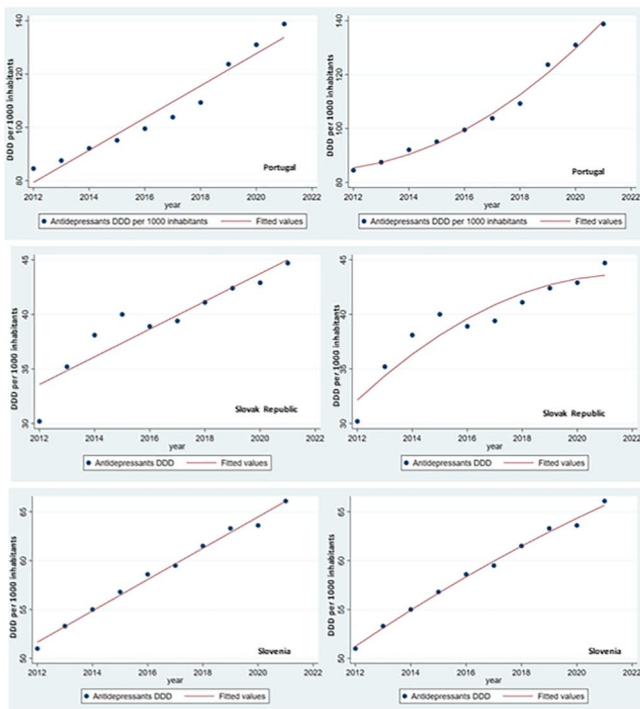 DDD per 1000 inhabitants
140
120
100
80
Portugal
2012 2014 2016 2018 2020 2022
year
Antidepressants DDD per 1000 inhabitants Fitted values
DDD per 1000 inhabitants
140
120
100
80
Portugal
2012 2014 2016 2018 2020 2022
year
Antidepressants DDD per 1000 inhabitants Fitted values
DDD per 1000 inhabitants
45
40
35
30
Slovak Republic
2012 2014 2016 2018 2020 2022
year
Antidepressants DDD Fitted values
DDD per 1000 inhabitants
45
40
35
30
Slovak Republic
2012 2014 2016 2018 2020 2022
year
Antidepressants DDD Fitted values
DDD per 1000 inhabitants
65
60
55
50
Slovenia
2012 2014 2016 2018 2020 2022
year
Antidepressants DDD Fitted values
DDD per 1000 inhabitants
65
60
55
50
Slovenia
2012 2014 2016 2018 2020 2022
year
Antidepressants DDD Fitted values